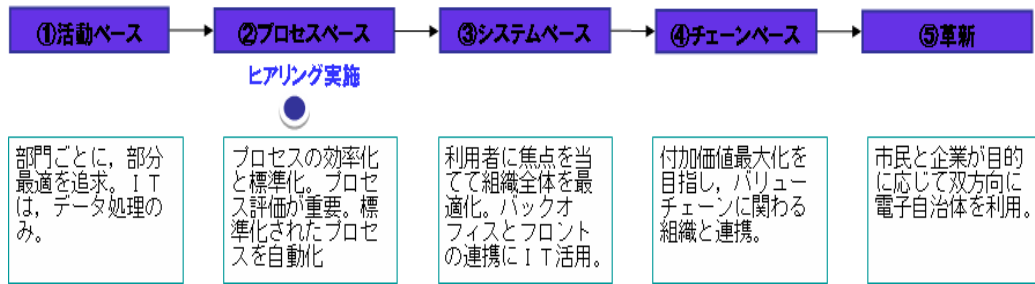 ①活動ベース
②プロセスベース
③システムベース
④チェーンベース
⑤革新
ヒアリング実施
部門ごとに，部分
最適を追求。ＩＴ
は，データ処理の
み。
プロセスの効率化
と標準化。プロセ
ス評価が重要。標
準化されたプロセ
スを自動化
利用者に焦点を当
てて組織全体を最
適化。バックオ
フィスとフロント
の連携にＩＴ活用。
付加価値最大化を
目指し，バリュー
チェーンに関わる
組織と連携。
市民と企業が目的
に応じて双方向に
電子自治体を利用。